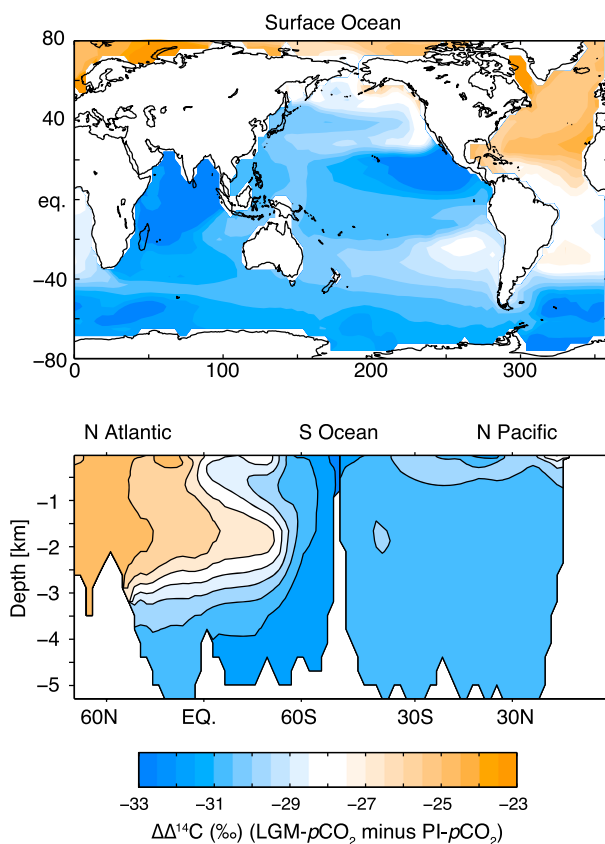 Surface Ocean
80
40
eq.
−40
−80
0 100 200 300
N Atlantic S Ocean N Pacific
Depth [km]
−1
−2
−3
−4
−5
60N EQ. 60S 30S 30N
−33 −31 −29 −27 −25 −23
ΔΔ¹⁴C (‰) (LGM-pCO₂ minus PI-pCO₂)